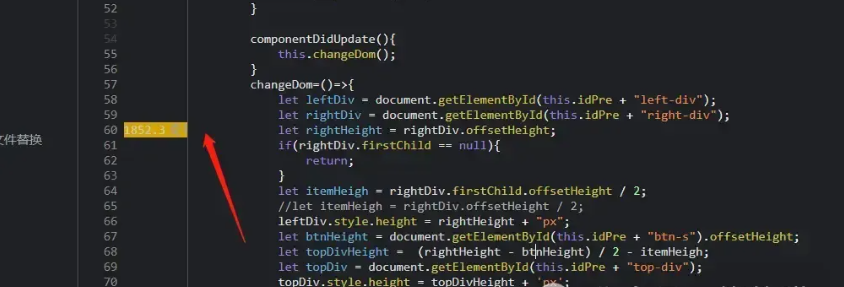 52 }
53
54 componentDidUpdate(){
55 this.changeDom();
56 }
57 changeDom=()=>{
58 let leftDiv = document.getElementById(this.idPre + "left-div");
59 let rightDiv = document.getElementById(this.idPre + "right-div");
60 1852.3 let rightHeight = rightDiv.offsetHeight;
文件替换
61 if(rightDiv.firstChild == null){
62 return;
63 }
64 let itemHeigh = rightDiv.firstChild.offsetHeight / 2;
65 //let itemHeigh = rightDiv.offsetHeight / 2;
66 leftDiv.style.height = rightHeight + "px";
67 let btnHeight = document.getElementById(this.idPre + "btn-s").offsetHeight;
68 let topDivHeight = (rightHeight - btnHeight) / 2 - itemHeigh;
69 let topDiv = document.getElementById(this.idPre + "top-div");
70 topDiv.style.height = topDivHeight + 'px';